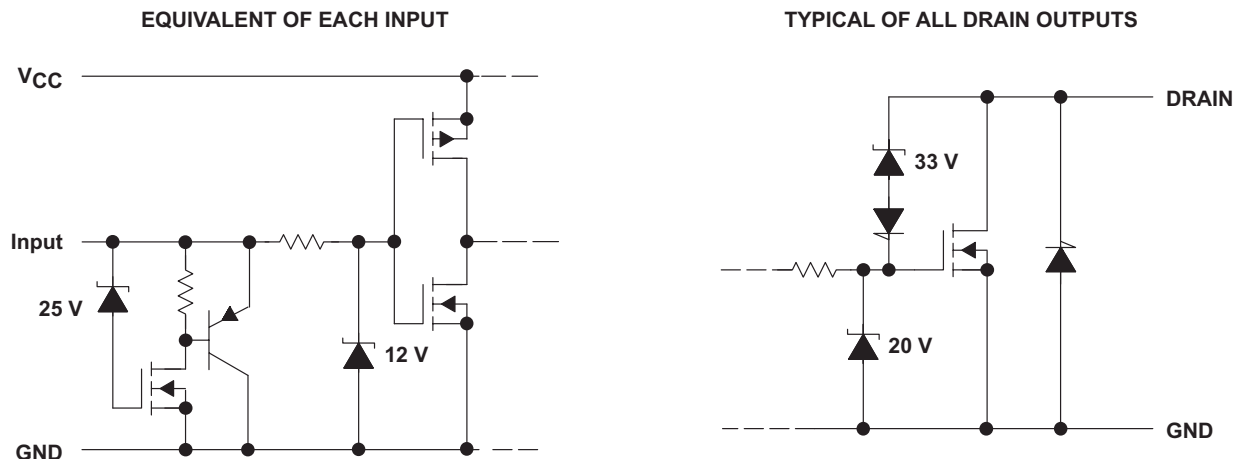 EQUIVALENT OF EACH INPUT
VCC
Input
25 V
12 V
GND
TYPICAL OF ALL DRAIN OUTPUTS
DRAIN
33 V
20 V
GND